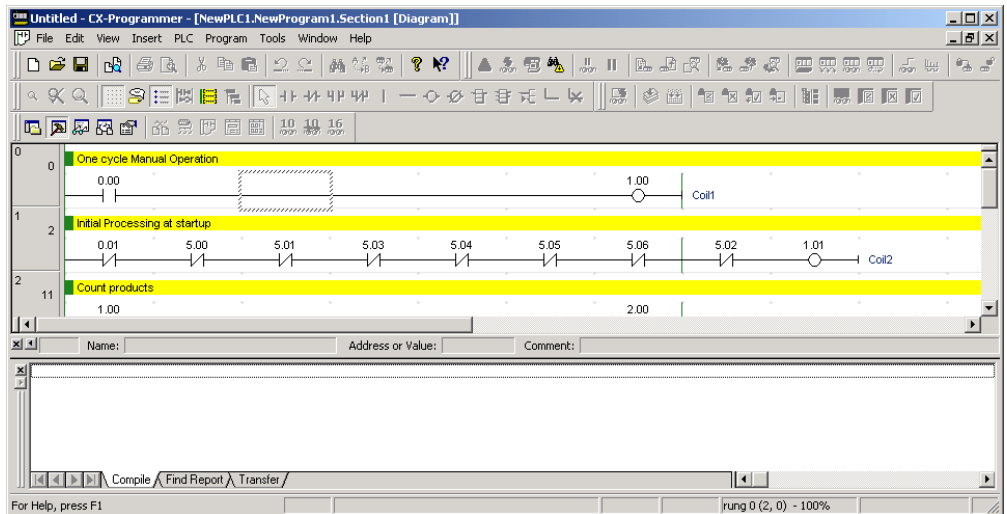 Untitled - CX-Programmer - [NewPLC1.NewProgram1.Section1 [Diagram]]
File Edit View Insert PLC Program Tools Window Help
10 10 16
0
0
One cycle Manual Operation
0.00 1.00
Coil1
1
2
Initial Processing at startup
0.01 5.00 5.01 5.03 5.04 5.05 5.06 5.02 1.01
Coil2
2
11
Count products
1.00 2.00
Name: Address or Value: Comment:
Compile Find Report Transfer
For Help, press F1 rung 0 (2, 0) - 100%